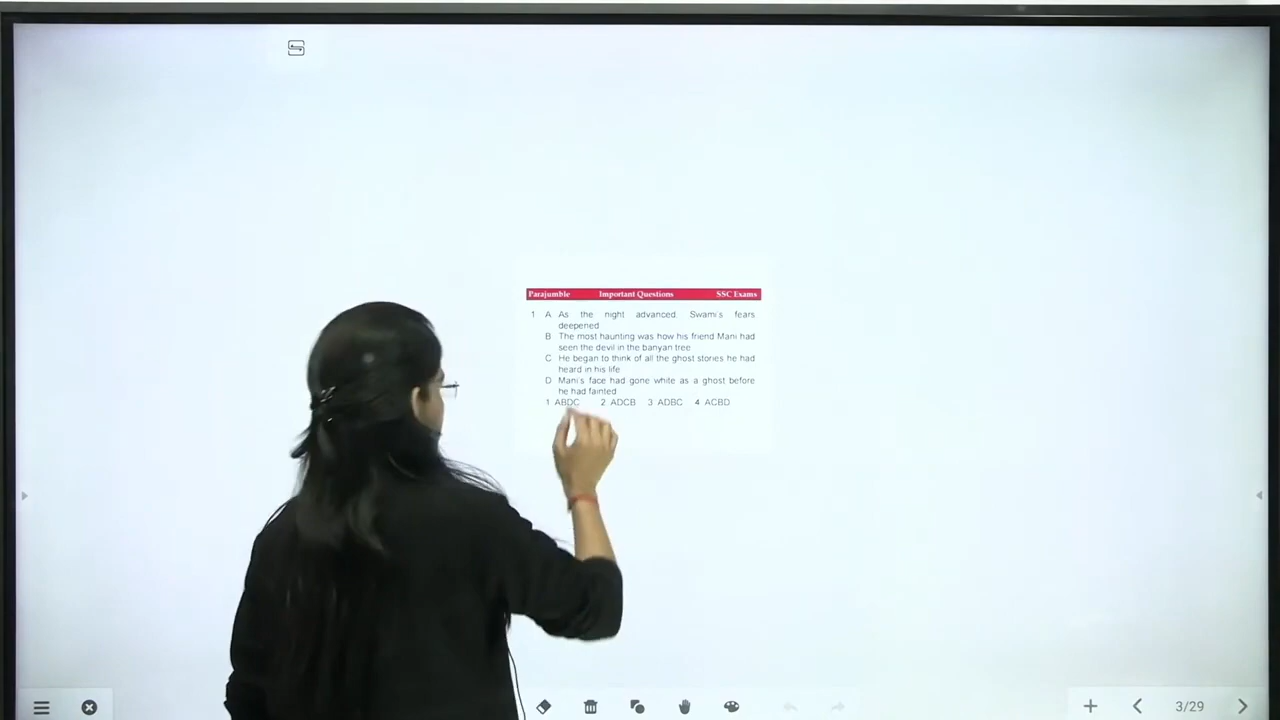 Parajumble Important Questions SSC Exams
1 A As the night advanced Swami's fears
deepened
B The most haunting was how his friend Mani had
seen the devil in the banyan tree
C He began to think of all the ghost stories he had
heard in his life
D Mani's face had gone white as a ghost before
he had fainted
1 ABDC 2 ADCB 3 ADBC 4 ACBD
3/29